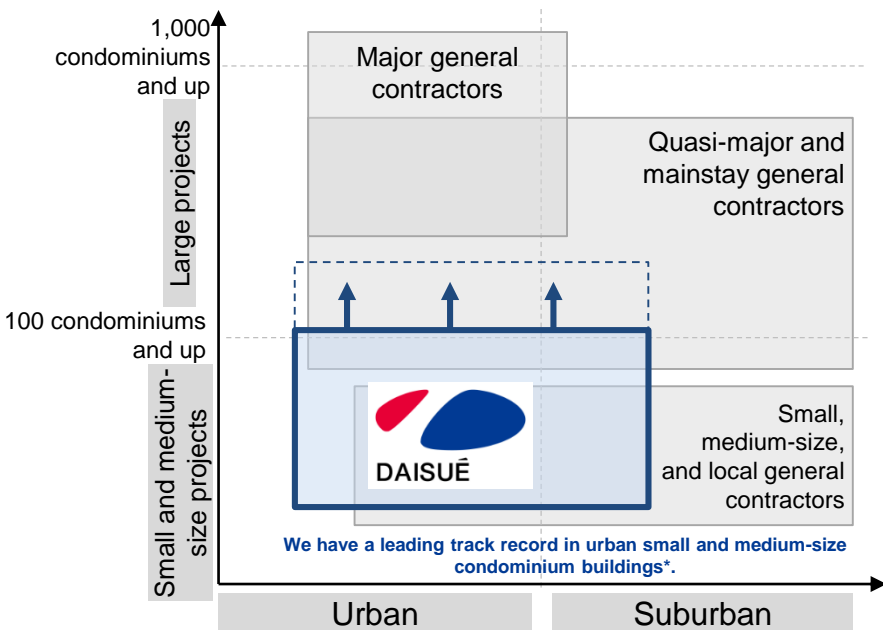 1,000
condominiums
and up
Large projects
100 condominiums
and up
Small and medium-
size projects
Major general
contractors
Quasi-major and
mainstay general
contractors
DAISUÉ
Small,
medium-size,
and local general
contractors
We have a leading track record in urban small and medium-size
condominium buildings*.
Urban
Suburban